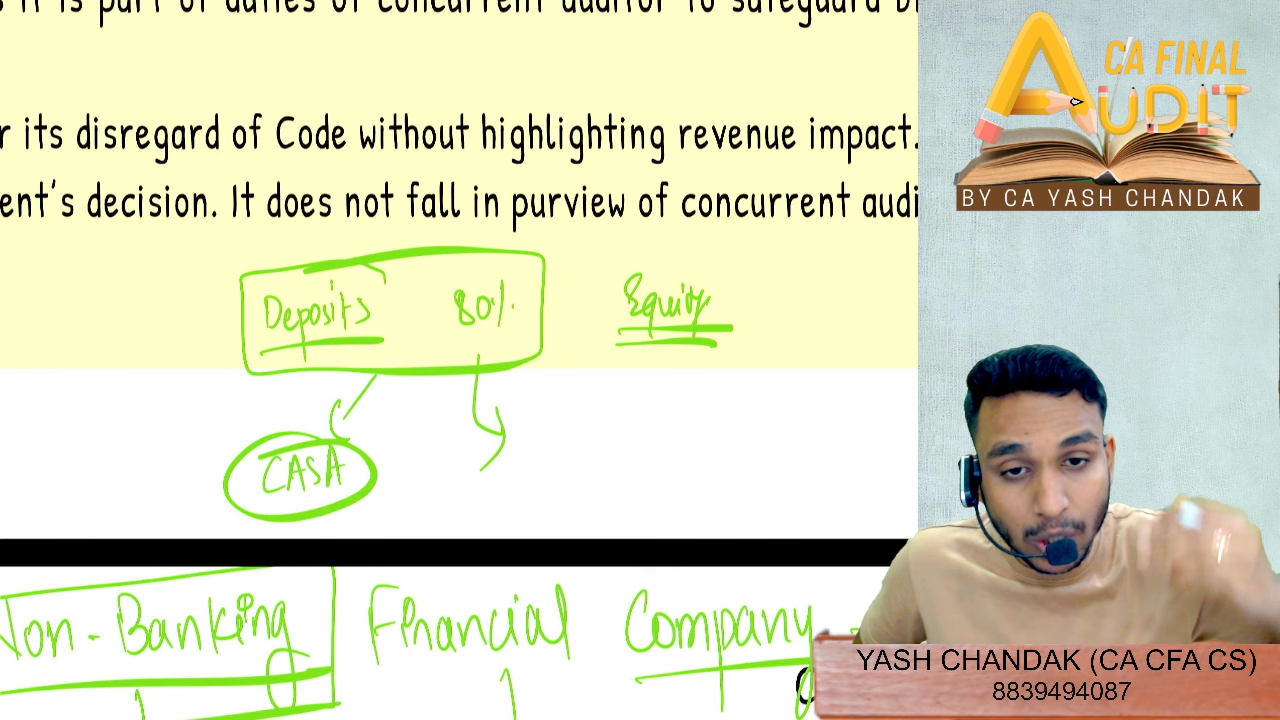 s it is part of duties of concurrent auditor to safeguard
r its disregard of Code without highlighting revenue impact.
ent's decision. It does not fall in purview of concurrent audi
Deposits 80% Equity
CASA
Non-Banking Financial Company
CA FINAL
AUDIT
BY CA YASH CHANDAK
YASH CHANDAK (CA CFA CS)
8839494087